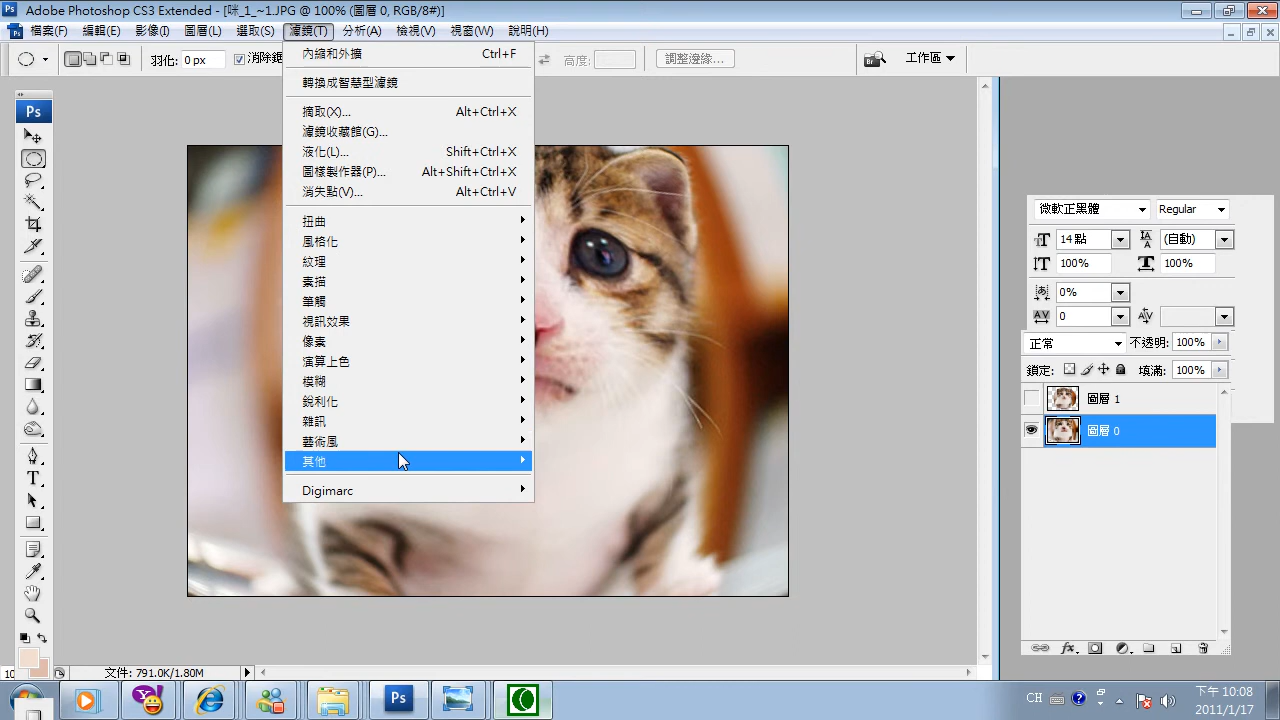 Adobe Photoshop CS3 Extended - [咪_1_~1.JPG @ 100% (圖層 0, RGB/8#)]
檔案(F) 編輯(E) 影像(I) 圖層(L) 選取(S) 濾鏡(T) 分析(A) 檢視(V) 視窗(W) 說明(H)
羽化: 0 px 消除鋸 高度: 調整邊緣... Br 工作區
內縮和外擴 Ctrl+F
轉換成智慧型濾鏡
摘取(X)... Alt+Ctrl+X
濾鏡收藏館(G)...
液化(L)... Shift+Ctrl+X
圖樣製作器(P)... Alt+Shift+Ctrl+X
消失點(V)... Alt+Ctrl+V
扭曲
風格化
紋理
素描
筆觸
視訊效果
像素
演算上色
模糊
銳利化
雜訊
藝術風
其他
Digimarc
Ps
微軟正黑體 Regular
14 點 (自動)
100% 100%
0%
0
正常 不透明: 100%
鎖定: 填滿: 100%
圖層 1
圖層 0
10 文件: 791.0K/1.80M
Ps
CH
下午 10:08
2011/1/17